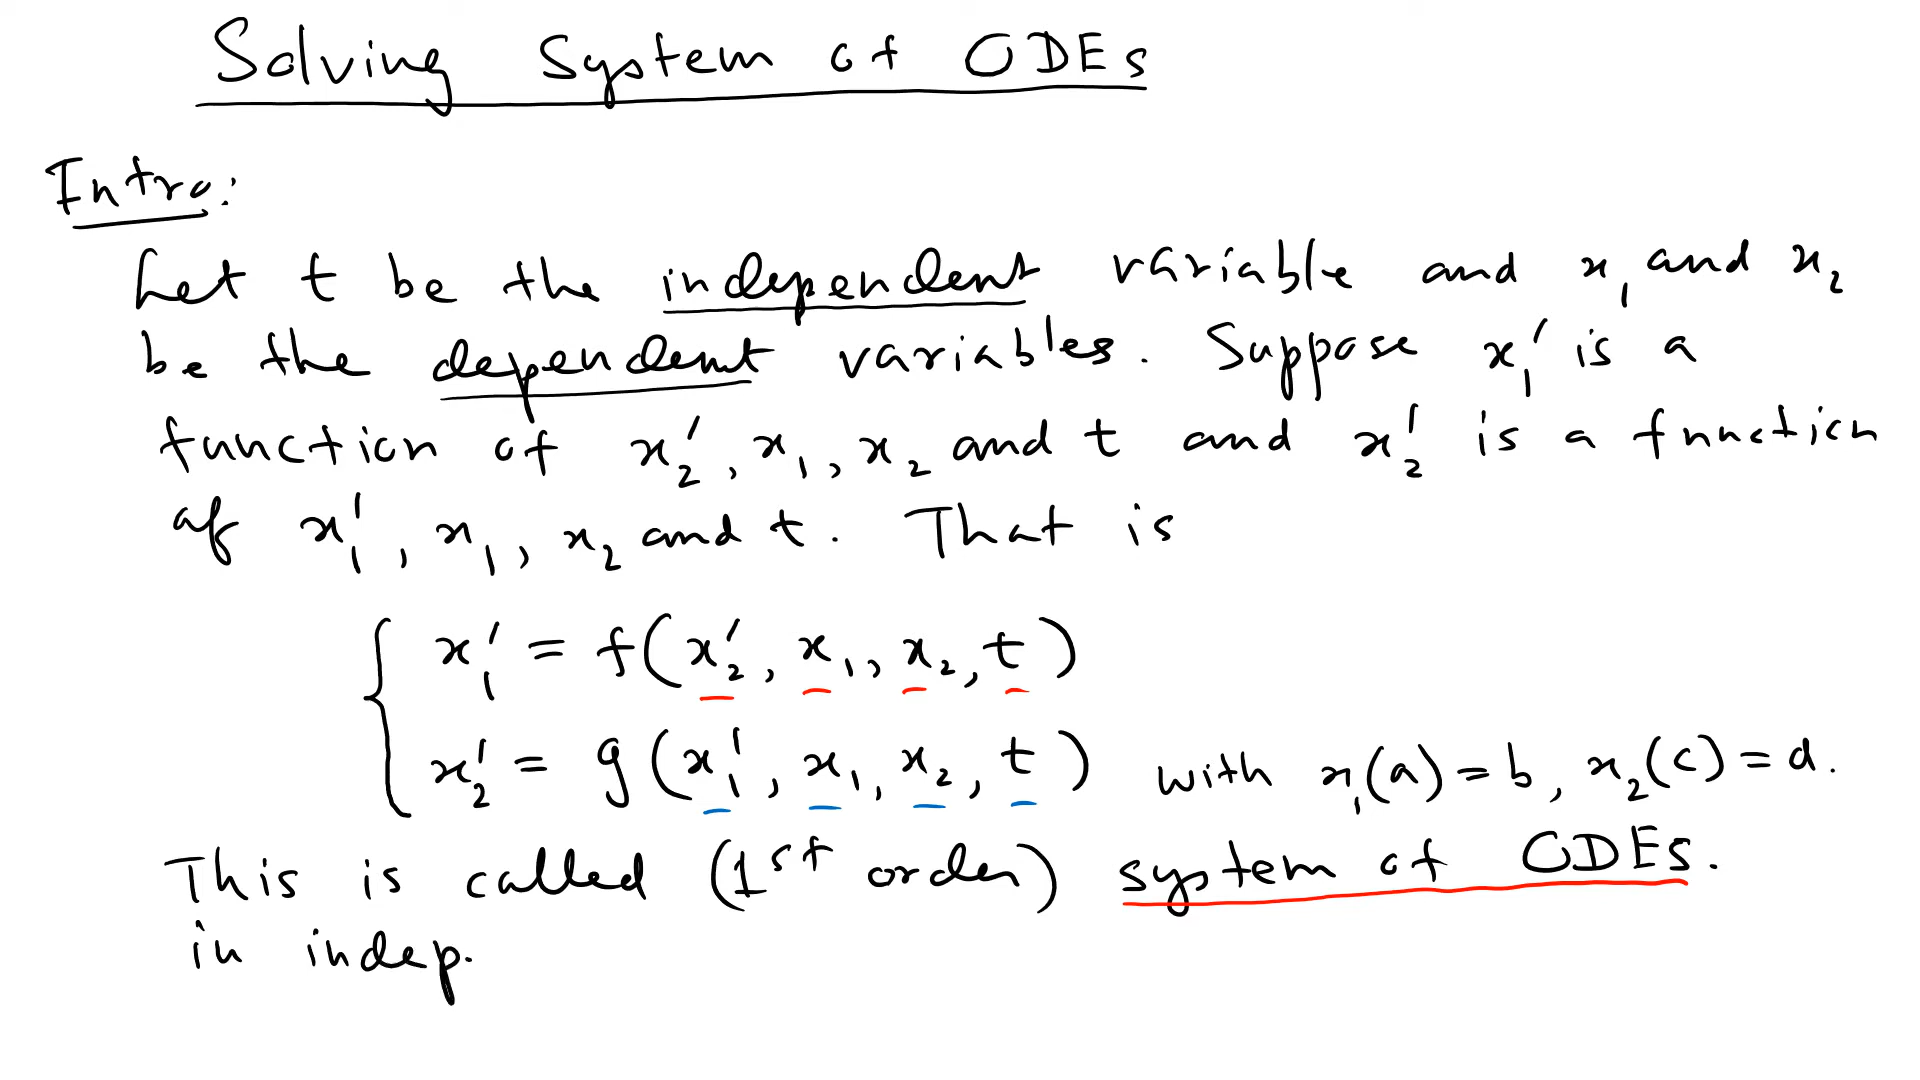 Solving System of ODEs
Intro:
Let t be the independent variable and x₁ and x₂
be the dependent variables. Suppose x₁' is a
function of x₂', x₁, x₂ and t and x₂' is a function
of x₁', x₁, x₂ and t. That is
{ x₁' = f(x₂', x₁, x₂, t)
x₂' = g(x₁', x₁, x₂, t) with x₁(a) = b, x₂(c) = d.
This is called (1st order) system of ODEs.
in indep.